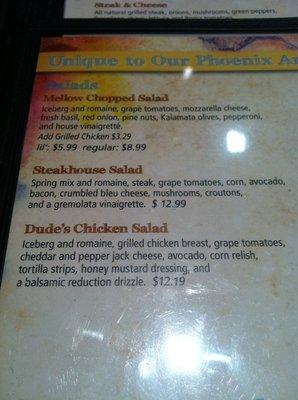 Steak & Cheese
All natural grilled steak, onions, mushrooms, green peppers,
Unique to Our Phoenix
Salads
Mellow Chopped Salad
Iceberg and romaine, grape tomatoes, mozzarella cheese,
fresh basil, red onion, pine nuts, Kalamata olives, pepperoni,
and house vinaigrette.
Add Grilled Chicken $3.29
lil': $5.99 regular: $8.99
Steakhouse Salad
Spring mix and romaine, steak, grape tomatoes, corn, avocado,
bacon, crumbled bleu cheese, mushrooms, croutons,
and a gremolata vinaigrette. $ 12.99
Dude's Chicken Salad
Iceberg and romaine, grilled chicken breast, grape tomatoes,
cheddar and pepper jack cheese, avocado, corn relish,
tortilla strips, honey mustard dressing, and
a balsamic reduction drizzle. $12.19